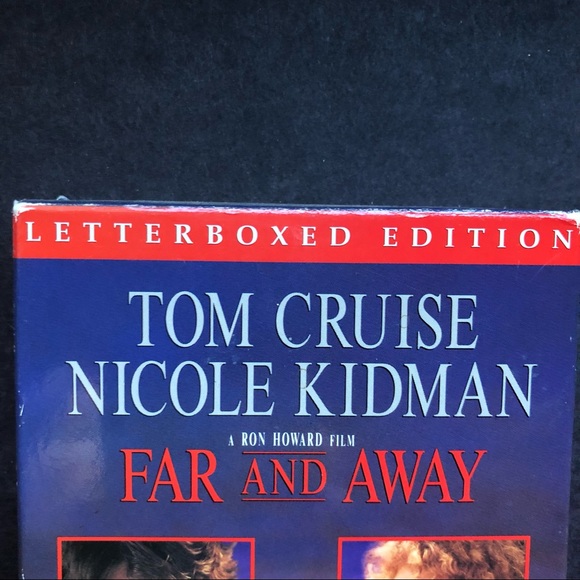 LETTERBOXED EDITION
TOM CRUISE
NICOLE KIDMAN
A RON HOWARD FILM
FAR AND AWAY